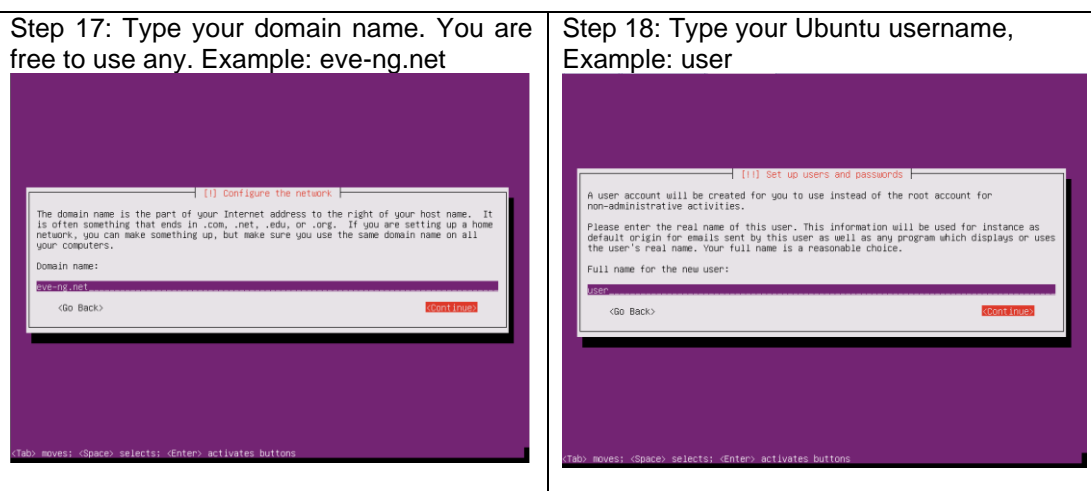 Step 17: Type your domain name. You are
free to use any. Example: eve-ng.net
[!] Configure the network
The domain name is the part of your Internet address to the right of your host name.  It
is often something that ends in .com, .net, .edu, or .org.  If you are setting up a home
network, you can make something up, but make sure you use the same domain name on all
your computers.
Domain name:
eve-ng.net
<Go Back> <Continue>
<Tab> moves; <Space> selects; <Enter> activates buttons
Step 18: Type your Ubuntu username,
Example: user
[!!] Set up users and passwords
A user account will be created for you to use instead of the root account for
non-administrative activities.
Please enter the real name of this user. This information will be used for instance as
default origin for emails sent by this user as well as any program which displays or uses
the user's real name. Your full name is a reasonable choice.
Full name for the new user:
user
<Go Back> <Continue>
<Tab> moves; <Space> selects; <Enter> activates buttons